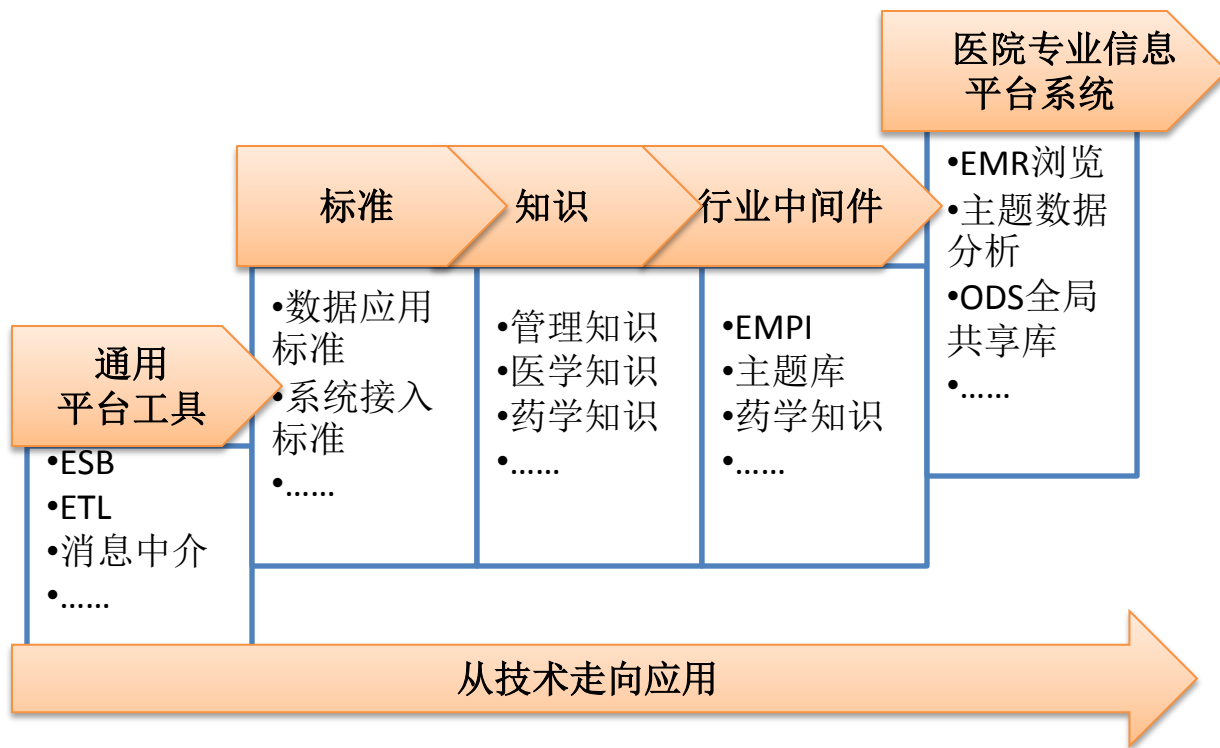 医院专业信息
平台系统
•EMR浏览
•主题数据
分析
•ODS全局
共享库
•……
标准
•数据应用
标准
•系统接入
标准
•……
知识
•管理知识
•医学知识
•药学知识
•……
行业中间件
•EMPI
•主题库
•药学知识
•……
通用
平台工具
•ESB
•ETL
•消息中介
•……
从技术走向应用